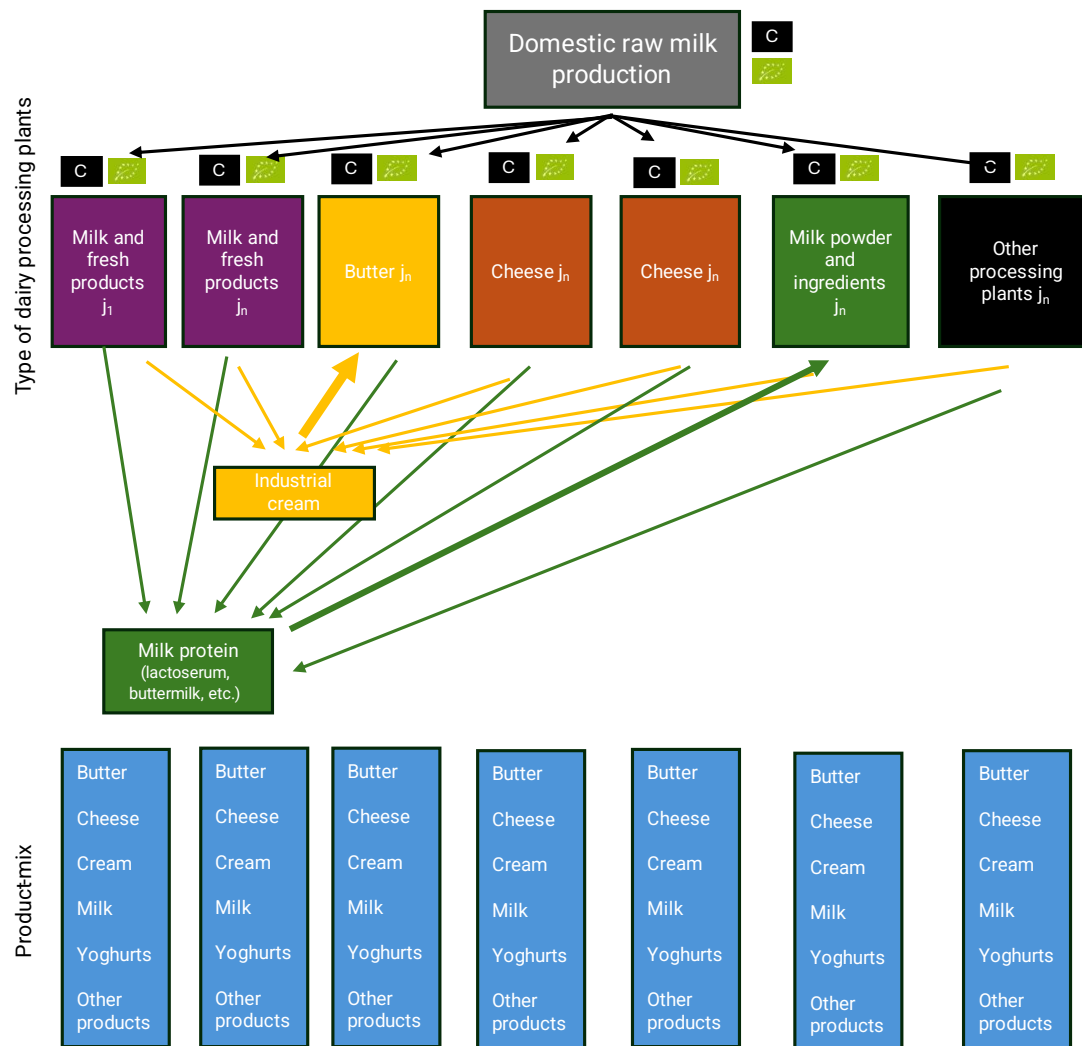 Domestic raw milk
production
C
C
C
C
C
C
C
C
Type of dairy processing plants
Milk and
fresh
products
j₁
Milk and
fresh
products
jₙ
Butter jₙ
Cheese jₙ
Cheese jₙ
Milk powder
and
ingredients
jₙ
Other
processing
plants jₙ
Industrial
cream
Milk protein
(lactoserum,
buttermilk, etc.)
Product-mix
Butter
Cheese
Cream
Milk
Yoghurts
Other
products
Butter
Cheese
Cream
Milk
Yoghurts
Other
products
Butter
Cheese
Cream
Milk
Yoghurts
Other
products
Butter
Cheese
Cream
Milk
Yoghurts
Other
products
Butter
Cheese
Cream
Milk
Yoghurts
Other
products
Butter
Cheese
Cream
Milk
Yoghurts
Other
products
Butter
Cheese
Cream
Milk
Yoghurts
Other
products